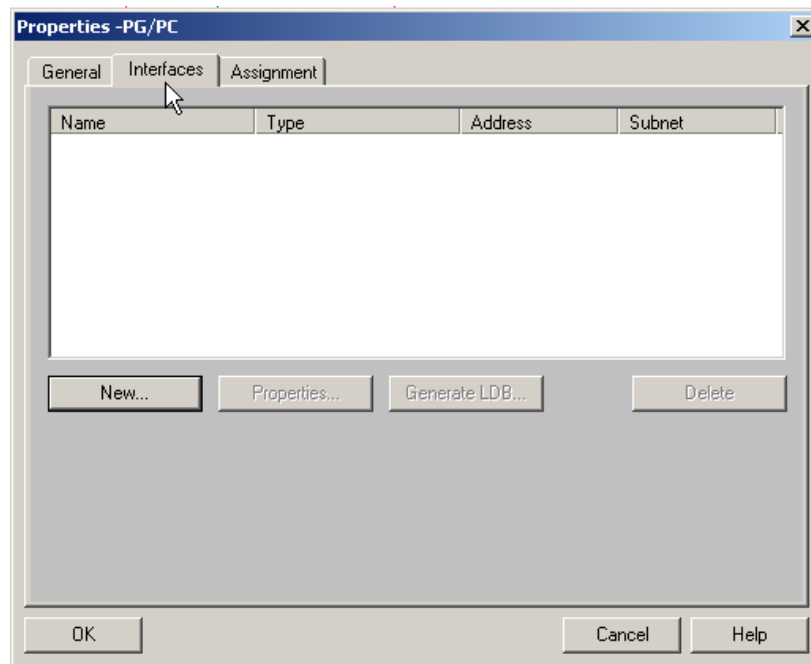 Properties -PG/PC
General Interfaces Assignment
Name Type Address Subnet
New... Properties... Generate LDB... Delete
OK Cancel Help